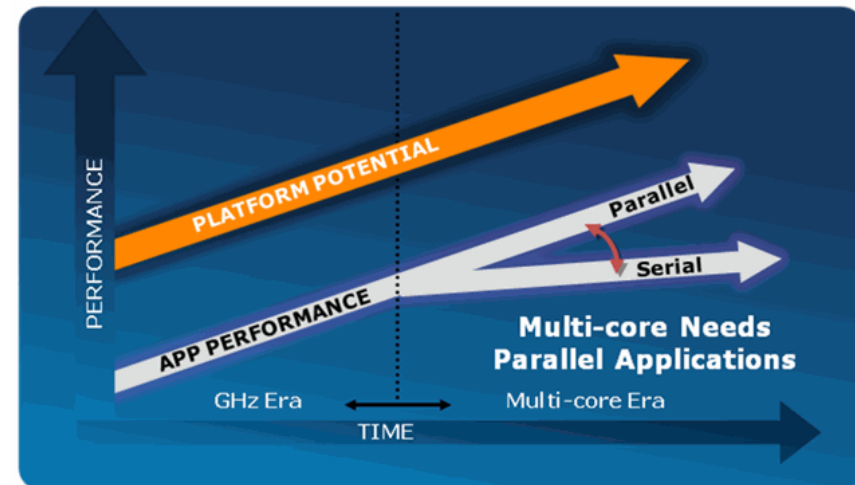 PERFORMANCE
PLATFORM POTENTIAL
APP PERFORMANCE
Parallel
Serial
Multi-core Needs
Parallel Applications
GHz Era
Multi-core Era
TIME